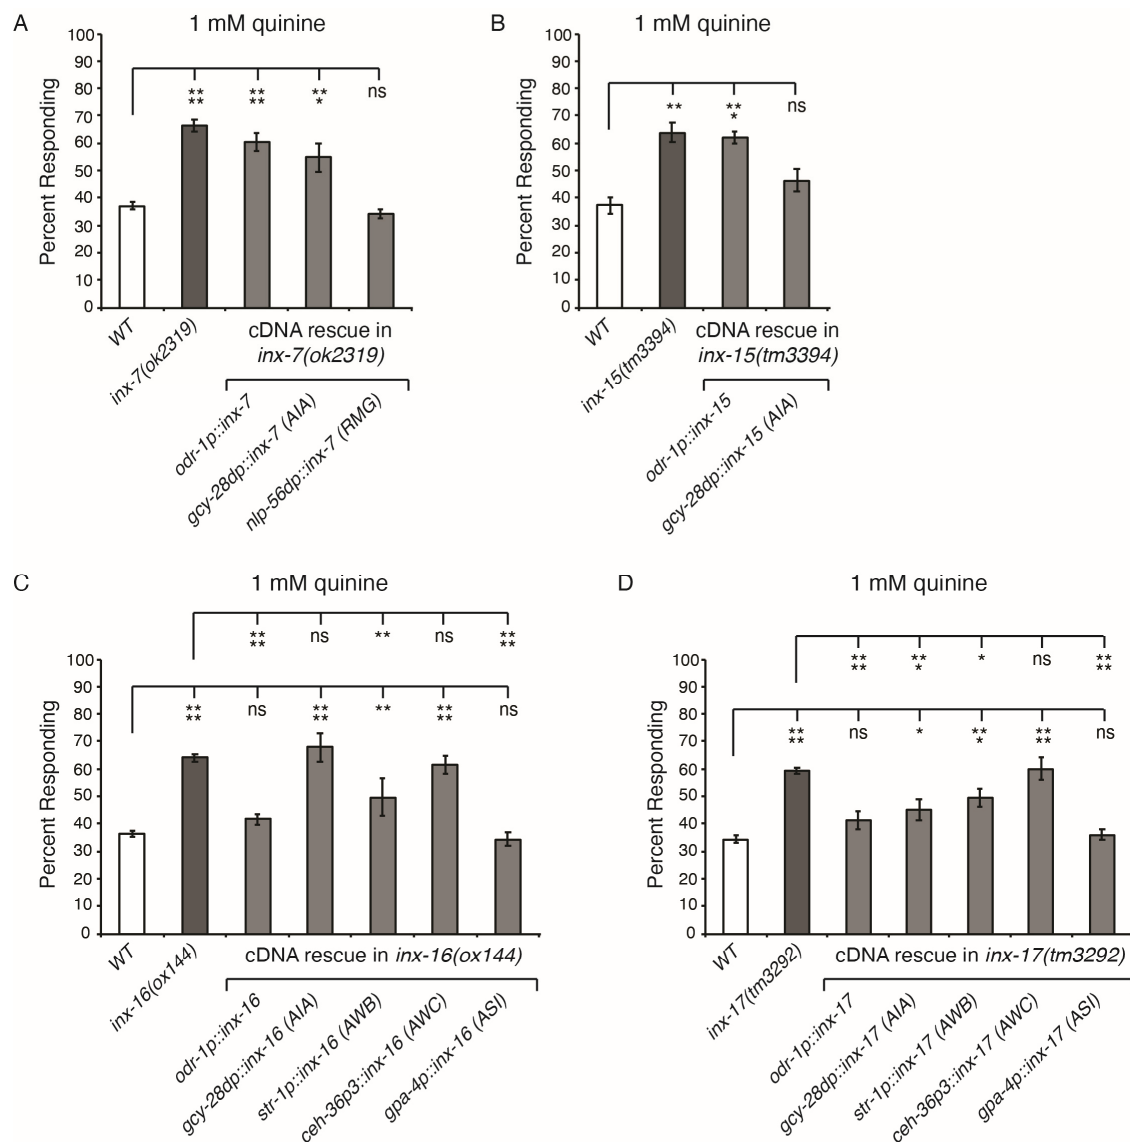 A
1 mM quinine
Percent Responding
100
90
80
70
60
50
40
30
20
10
0
** ** ** ns
** ** *
WT
inx-7(ok2319)
cDNA rescue in
inx-7(ok2319)
odr-1p::inx-7
gcy-28dp::inx-7 (AIA)
nlp-56dp::inx-7 (RMG)
B
1 mM quinine
Percent Responding
100
90
80
70
60
50
40
30
20
10
0
** ** ns
*
WT
inx-15(tm3394)
cDNA rescue in
inx-15(tm3394)
odr-1p::inx-15
gcy-28dp::inx-15 (AIA)
C
1 mM quinine
Percent Responding
** ns ** ns **
** **
100
90
80
70
60
50
40
30
20
10
0
** ns ** ** ** ns
** ** **
WT
inx-16(ox144)
cDNA rescue in inx-16(ox144)
odr-1p::inx-16
gcy-28dp::inx-16 (AIA)
str-1p::inx-16 (AWB)
ceh-36p3::inx-16 (AWC)
gpa-4p::inx-16 (ASI)
D
1 mM quinine
Percent Responding
** ** * ns **
** * **
100
90
80
70
60
50
40
30
20
10
0
** ns * ** ** ns
** * **
WT
inx-17(tm3292)
cDNA rescue in inx-17(tm3292)
odr-1p::inx-17
gcy-28dp::inx-17 (AIA)
str-1p::inx-17 (AWB)
ceh-36p3::inx-17 (AWC)
gpa-4p::inx-17 (ASI)